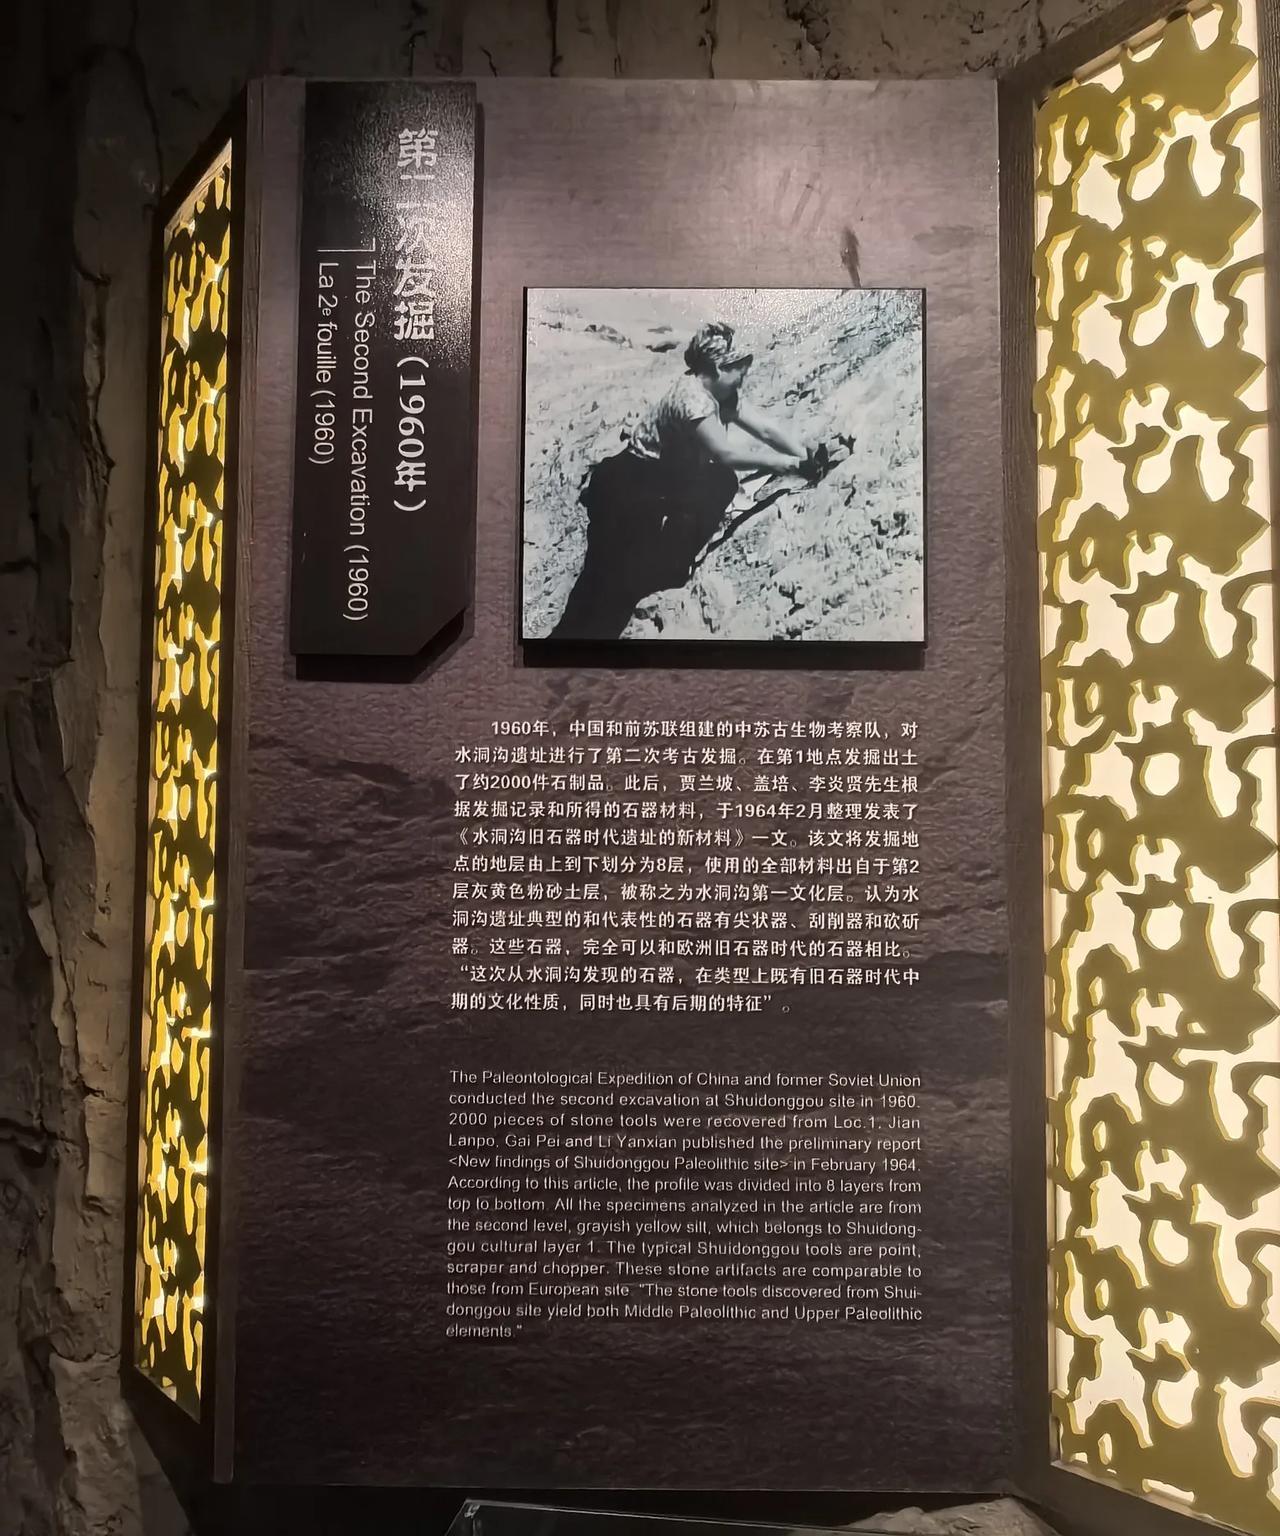 第二次发掘（1960年）
The Second Excavation (1960)
La 2e fouille (1960)
1960年，中国和前苏联组建的中苏古生物考察队，对
水洞沟遗址进行了第二次考古发掘。在第1地点发掘出土
了约2000件石制品。此后，贾兰坡、盖培、李炎贤先生根
据发掘记录和所得的石器材料，于1964年2月整理发表了
《水洞沟旧石器时代遗址的新材料》一文。该文将发掘地
点的地层由上到下划分为8层，使用的全部材料出自于第2
层灰黄色粉砂土层，被称之为水洞沟第一文化层。认为水
洞沟遗址典型的和代表性的石器有尖状器、刮削器和砍斫
器。这些石器，完全可以和欧洲旧石器时代的石器相比。
“这次从水洞沟发现的石器，在类型上既有旧石器时代中
期的文化性质，同时也具有后期的特征”。
The Paleontological Expedition of China and former Soviet Union
conducted the second excavation at Shuidonggou site in 1960.
2000 pieces of stone tools were recovered from Loc.1. Jian
Lanpo, Gai Pei and Li Yanxian published the preliminary report
<New findings of Shuidonggou Paleolithic site> in February 1964.
According to this article, the profile was divided into 8 layers from
top to bottom. All the specimens analyzed in the article are from
the second level, grayish yellow silt, which belongs to Shuidong-
gou cultural layer 1. The typical Shuidonggou tools are point,
scraper and chopper. These stone artifacts are comparable to
those from European site. "The stone tools discovered from Shui-
donggou site yield both Middle Paleolithic and Upper Paleolithic
elements."